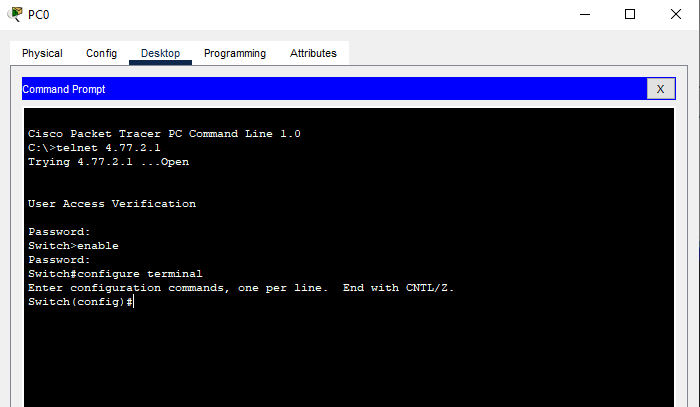 PC0
Physical Config Desktop Programming Attributes
Command Prompt X
Cisco Packet Tracer PC Command Line 1.0
C:\>telnet 4.77.2.1
Trying 4.77.2.1 ...Open
User Access Verification
Password:
Switch>enable
Password:
Switch#configure terminal
Enter configuration commands, one per line.  End with CNTL/Z.
Switch(config)#